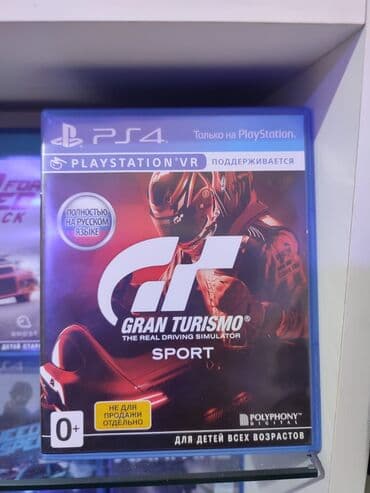 PS4
Только на PlayStation.
PLAYSTATION®VR ПОДДЕРЖИВАЕТСЯ
ПОЛНОСТЬЮ
НА РУССКОМ
ЯЗЫКЕ
GT
GRAN TURISMO®
THE REAL DRIVING SIMULATOR
SPORT
НЕ ДЛЯ
ПРОДАЖИ
ОТДЕЛЬНО
0+
POLYPHONY
DIGITAL
ДЛЯ ДЕТЕЙ ВСЕХ ВОЗРАСТОВ